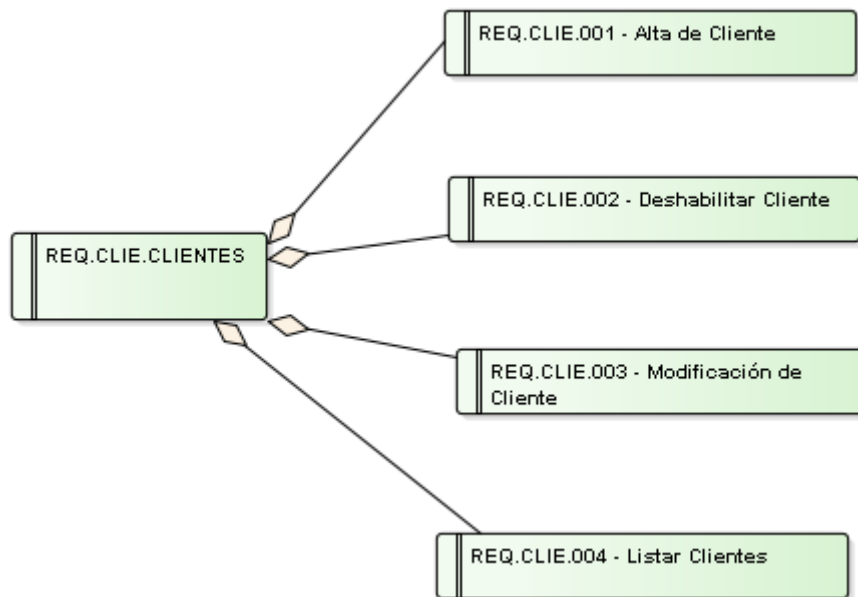 REQ.CLIE.001 - Alta de Cliente
REQ.CLIE.002 - Deshabilitar Cliente
REQ.CLIE.CLIENTES
REQ.CLIE.003 - Modificación de
Cliente
REQ.CLIE.004 - Listar Clientes